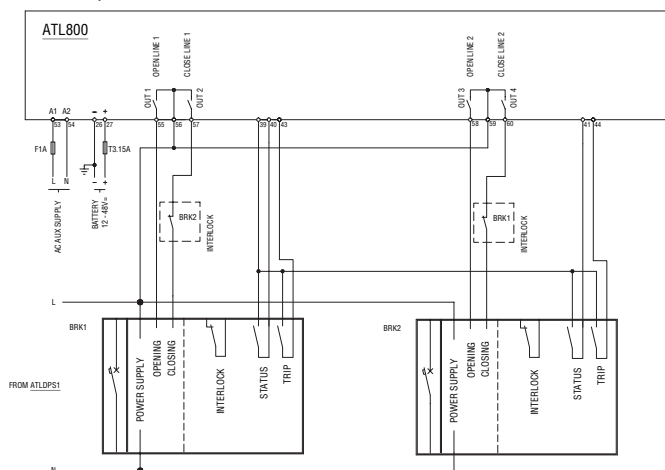 ATL800
OPEN LINE 1
CLOSE LINE 1
OPEN LINE 2
CLOSE LINE 2
OUT 1
OUT 2
OUT 3
OUT 4
A1 A2 - +
53 54 26 27 55 56 57 39 40 43 58 59 60 41 44
F1A
T3.15A
L N - +
AC AUX SUPPLY
BATTERY
12 - 48V=
BRK2
INTERLOCK
BRK1
INTERLOCK
L
BRK1
POWER SUPPLY
OPENING
CLOSING
INTERLOCK
STATUS
TRIP
BRK2
POWER SUPPLY
OPENING
CLOSING
INTERLOCK
STATUS
TRIP
FROM ATLDPS1
N